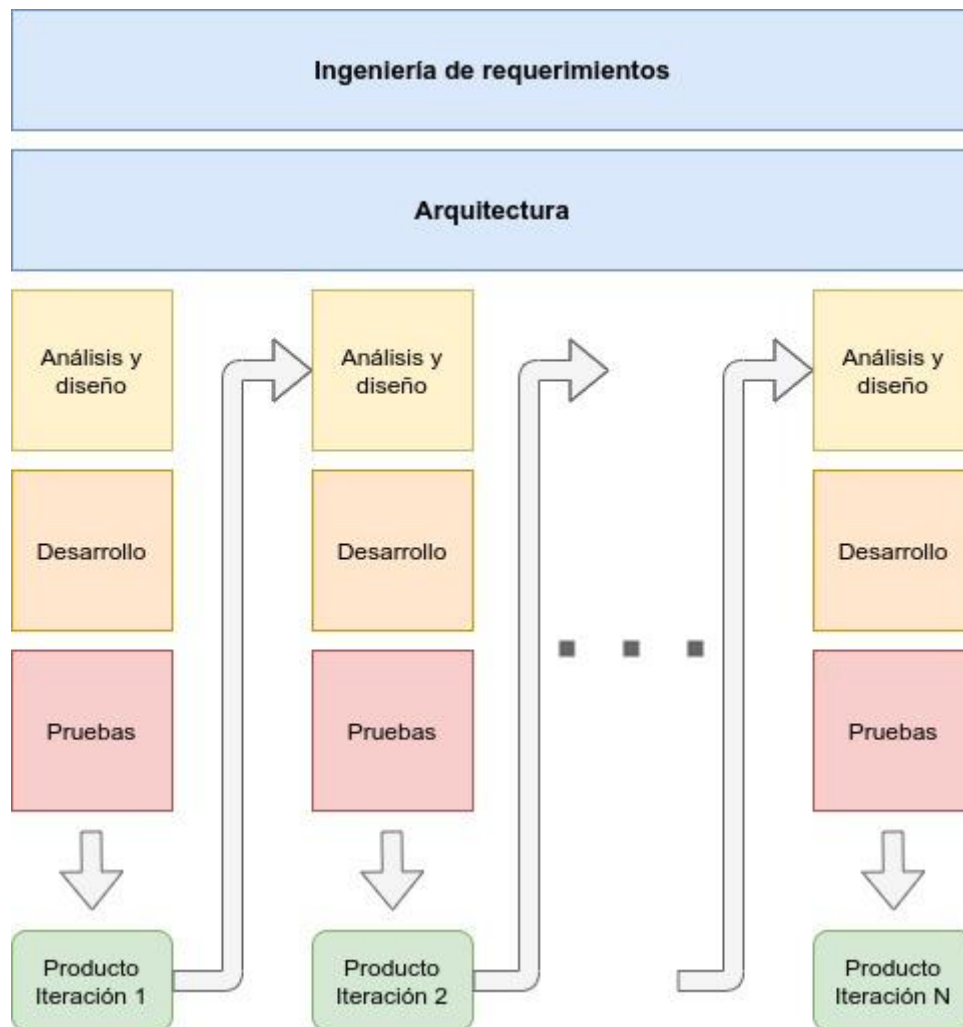 Ingeniería de requerimientos
Arquitectura
Análisis y
diseño
Análisis y
diseño
Análisis y
diseño
Desarrollo
Desarrollo
Desarrollo
Pruebas
Pruebas
Pruebas
Producto
Iteración 1
Producto
Iteración 2
Producto
Iteración N